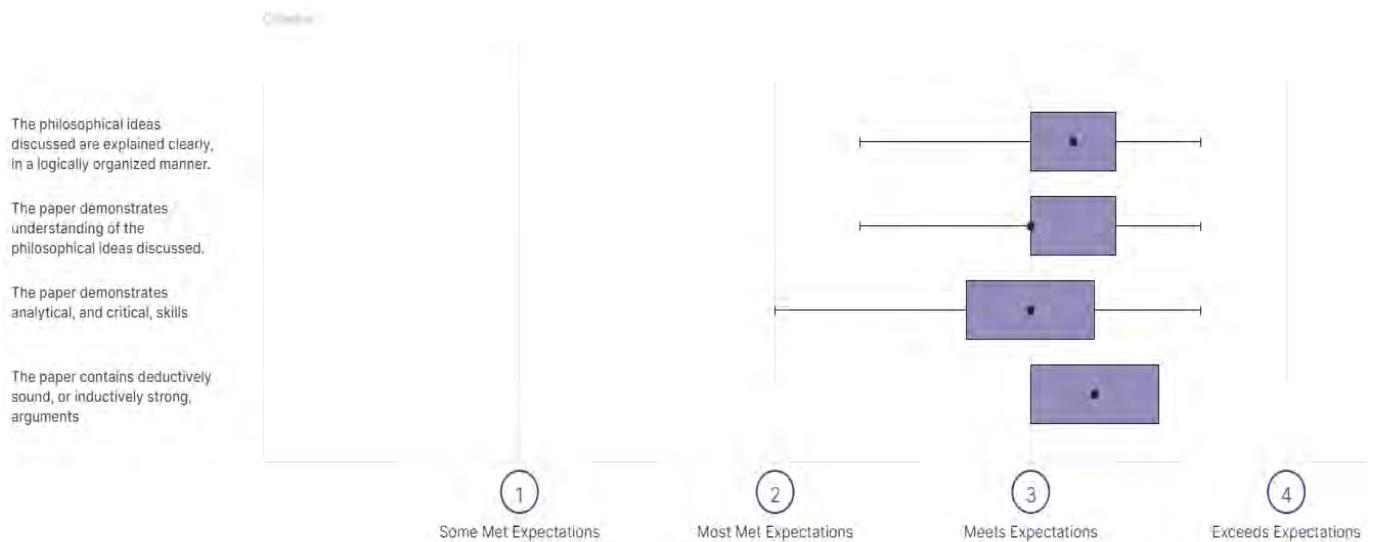 The philosophical ideas
discussed are explained clearly,
in a logically organized manner.
The paper demonstrates
understanding of the
philosophical ideas discussed.
The paper demonstrates
analytical, and critical, skills
The paper contains deductively
sound, or inductively strong,
arguments
1
2
3
4
Some Met Expectations
Most Met Expectations
Meets Expectations
Exceeds Expectations